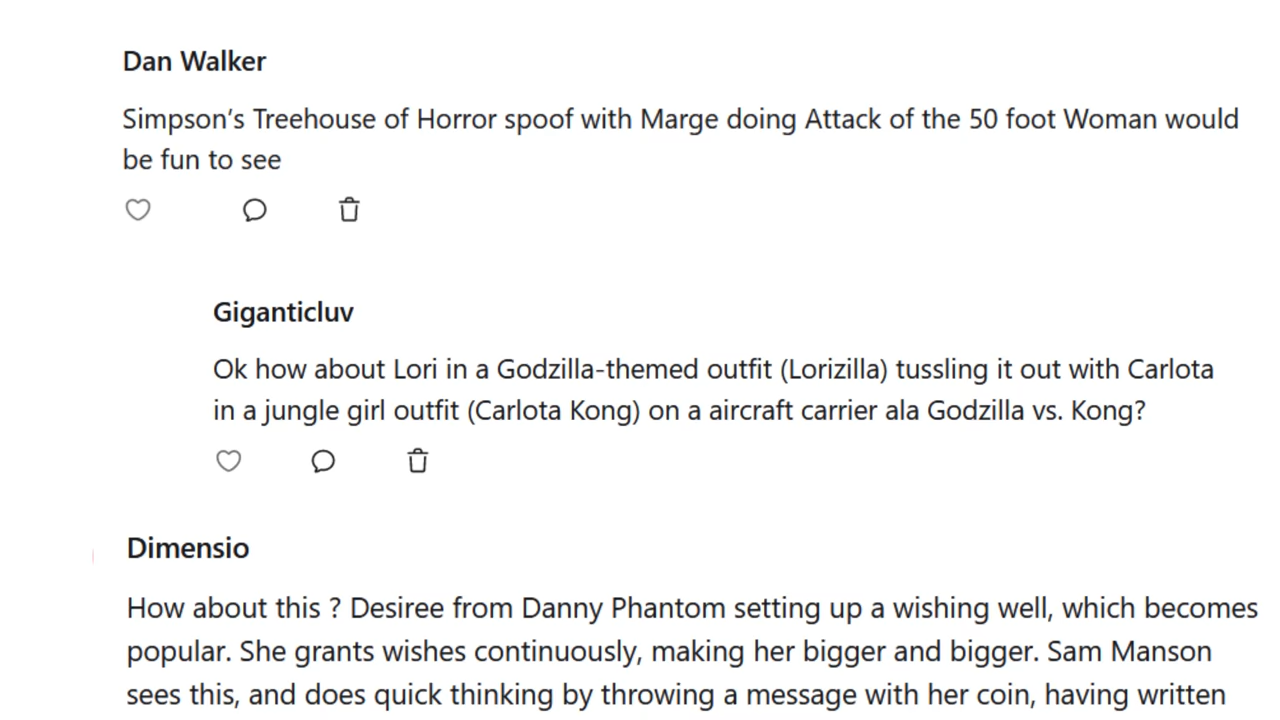 Dan Walker
Simpson’s Treehouse of Horror spoof with Marge doing Attack of the 50 foot Woman would
be fun to see
Giganticluv
Ok how about Lori in a Godzilla-themed outfit (Lorizilla) tussling it out with Carlota
in a jungle girl outfit (Carlota Kong) on a aircraft carrier ala Godzilla vs. Kong?
Dimensio
How about this ? Desiree from Danny Phantom setting up a wishing well, which becomes
popular. She grants wishes continuously, making her bigger and bigger. Sam Manson
sees this, and does quick thinking by throwing a message with her coin, having written